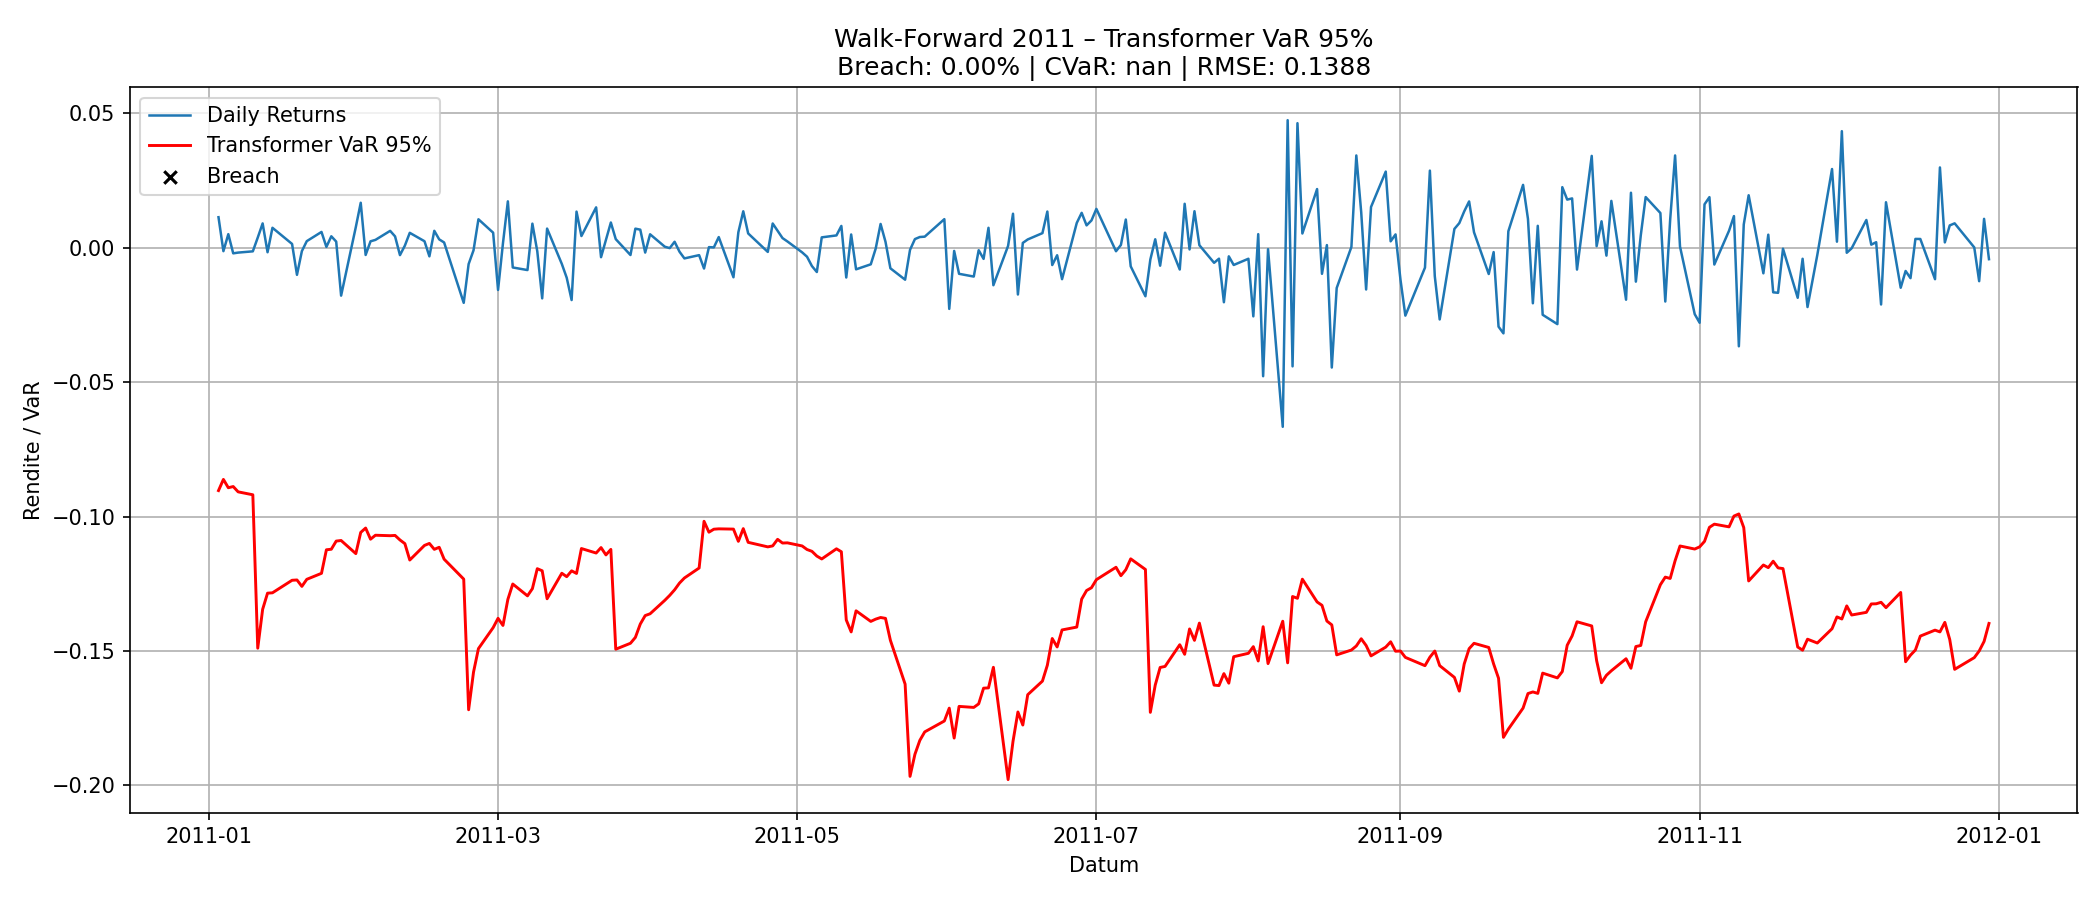 Walk-Forward 2011 – Transformer VaR 95%
Breach: 0.00% | CVaR: nan | RMSE: 0.1388
Daily Returns
Transformer VaR 95%
Breach
0.05
0.00
−0.05
−0.10
−0.15
−0.20
Rendite / VaR
2011-01 2011-03 2011-05 2011-07 2011-09 2011-11 2012-01
Datum